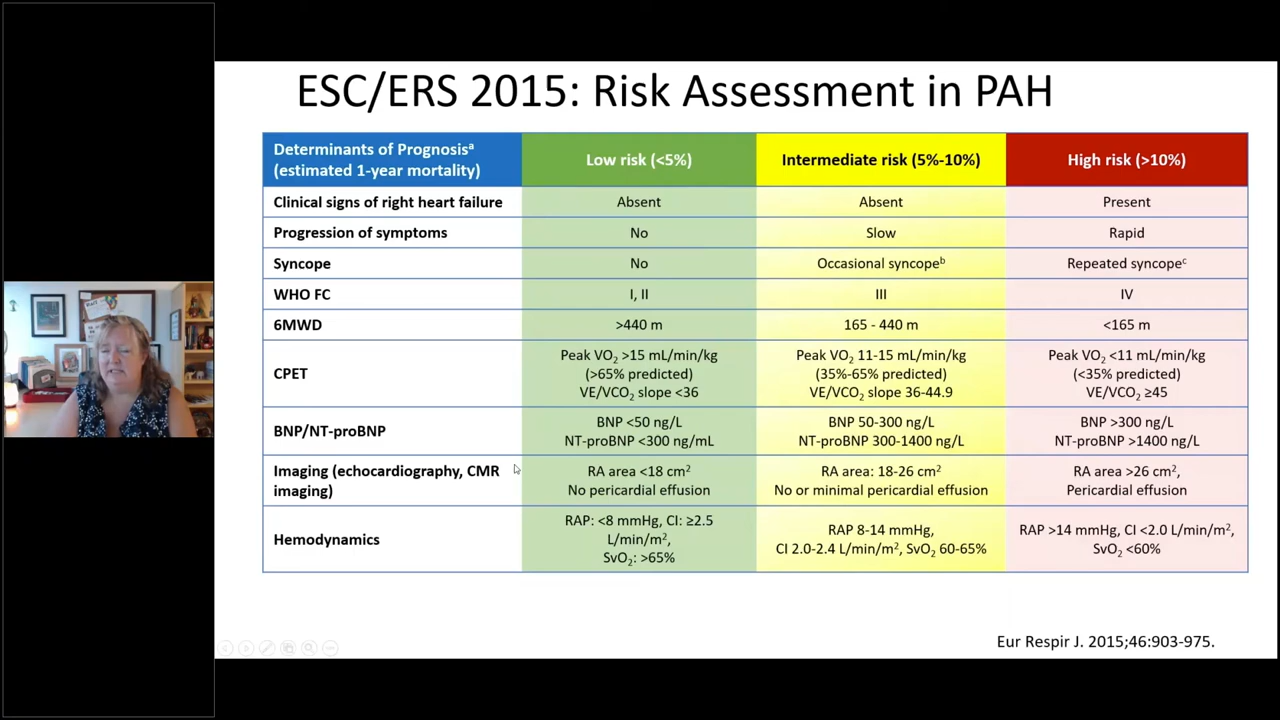 ESC/ERS 2015: Risk Assessment in PAH
Determinants of Prognosisᵃ
(estimated 1-year mortality)
Low risk (<5%)
Intermediate risk (5%-10%)
High risk (>10%)
Clinical signs of right heart failure
Absent
Absent
Present
Progression of symptoms
No
Slow
Rapid
Syncope
No
Occasional syncopeᵇ
Repeated syncopeᶜ
WHO FC
I, II
III
IV
6MWD
>440 m
165 - 440 m
<165 m
CPET
Peak VO₂ >15 mL/min/kg
(>65% predicted)
VE/VCO₂ slope <36
Peak VO₂ 11-15 mL/min/kg
(35%-65% predicted)
VE/VCO₂ slope 36-44.9
Peak VO₂ <11 mL/min/kg
(<35% predicted)
VE/VCO₂ ≥45
BNP/NT-proBNP
BNP <50 ng/L
NT-proBNP <300 ng/mL
BNP 50-300 ng/L
NT-proBNP 300-1400 ng/L
BNP >300 ng/L
NT-proBNP >1400 ng/L
Imaging (echocardiography, CMR
imaging)
RA area <18 cm²
No pericardial effusion
RA area: 18-26 cm²
No or minimal pericardial effusion
RA area >26 cm²,
Pericardial effusion
Hemodynamics
RAP: <8 mmHg, CI: ≥2.5
L/min/m²,
SvO₂: >65%
RAP 8-14 mmHg,
CI 2.0-2.4 L/min/m², SvO₂ 60-65%
RAP >14 mmHg, CI <2.0 L/min/m²,
SvO₂ <60%
Eur Respir J. 2015;46:903-975.